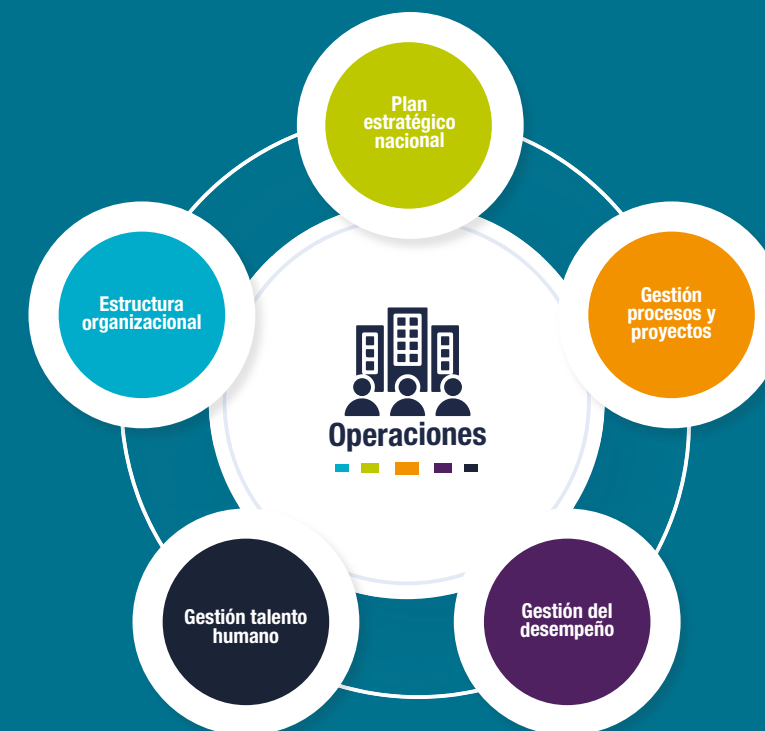 Plan
estratégico
nacional
Estructura
organizacional
Gestión
procesos y
proyectos
Operaciones
Gestión talento
humano
Gestión del
desempeño